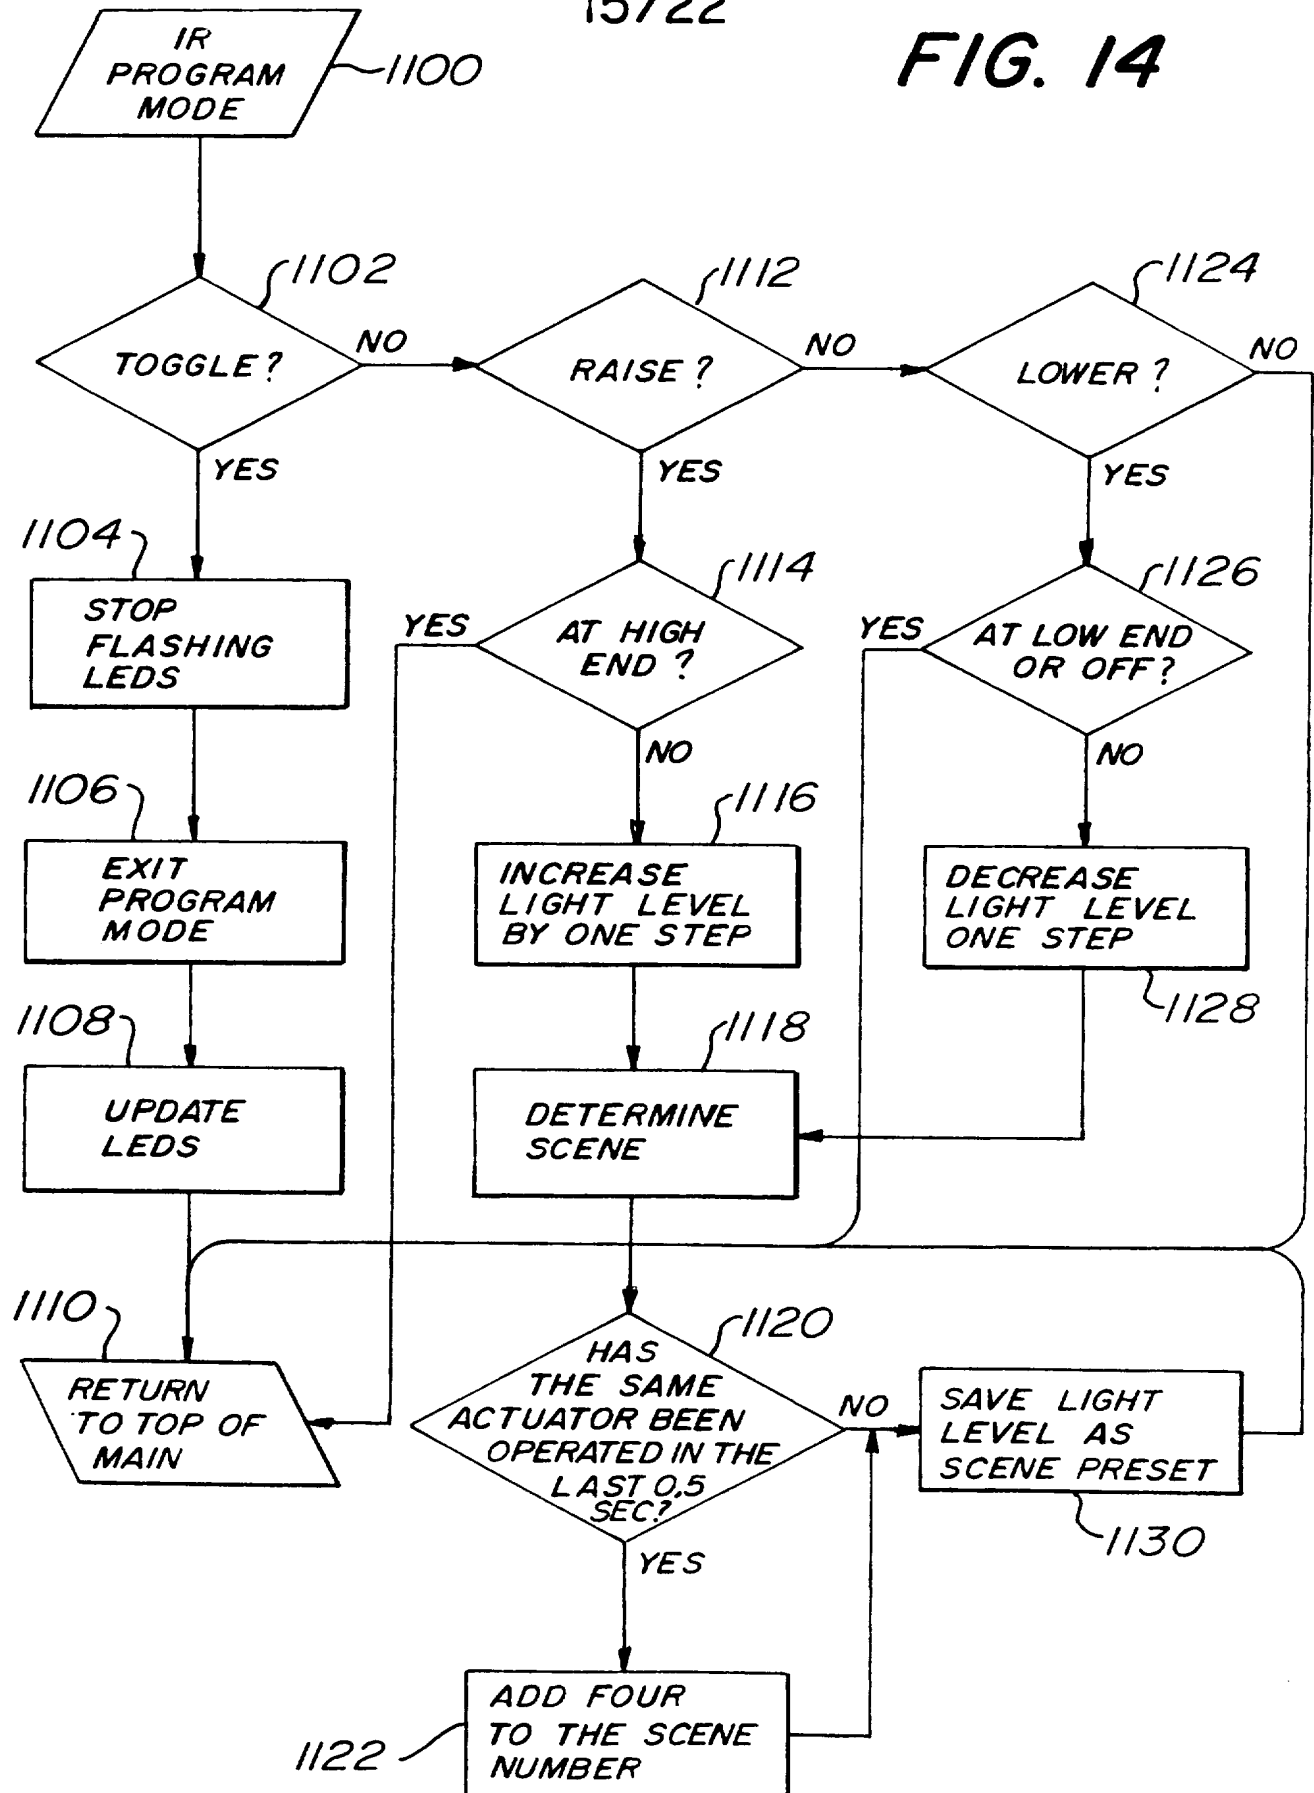 15/22
FIG. 14
IR
PROGRAM
MODE
1100
1102
TOGGLE?
NO
YES
1112
RAISE?
NO
YES
1124
LOWER?
NO
YES
1104
STOP
FLASHING
LEDS
1114
AT HIGH
END?
YES
NO
1126
AT LOW END
OR OFF?
YES
NO
1106
EXIT
PROGRAM
MODE
1116
INCREASE
LIGHT LEVEL
BY ONE STEP
DECREASE
LIGHT LEVEL
ONE STEP
1128
1108
UPDATE
LEDS
1118
DETERMINE
SCENE
1110
RETURN
TO TOP OF
MAIN
1120
HAS
THE SAME
ACTUATOR BEEN
OPERATED IN THE
LAST 0.5
SEC?
NO
YES
SAVE LIGHT
LEVEL AS
SCENE PRESET
1130
ADD FOUR
TO THE SCENE
NUMBER
1122